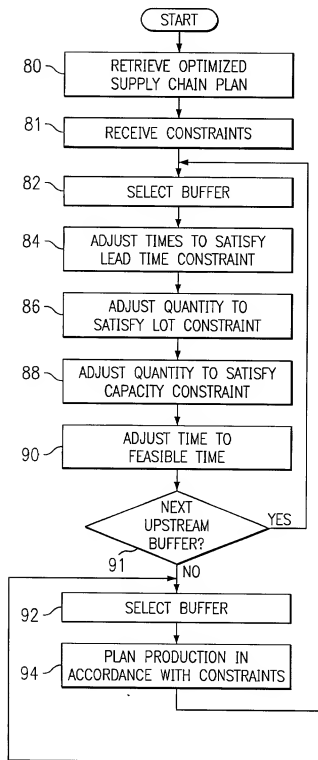 START
80
RETRIEVE OPTIMIZED
SUPPLY CHAIN PLAN
81
RECEIVE CONSTRAINTS
82
SELECT BUFFER
84
ADJUST TIMES TO SATISFY
LEAD TIME CONSTRAINT
86
ADJUST QUANTITY TO
SATISFY LOT CONSTRAINT
88
ADJUST QUANTITY TO SATISFY
CAPACITY CONSTRAINT
90
ADJUST TIME TO
FEASIBLE TIME
NEXT
UPSTREAM
BUFFER?
YES
91
NO
92
SELECT BUFFER
94
PLAN PRODUCTION IN
ACCORDANCE WITH CONSTRAINTS